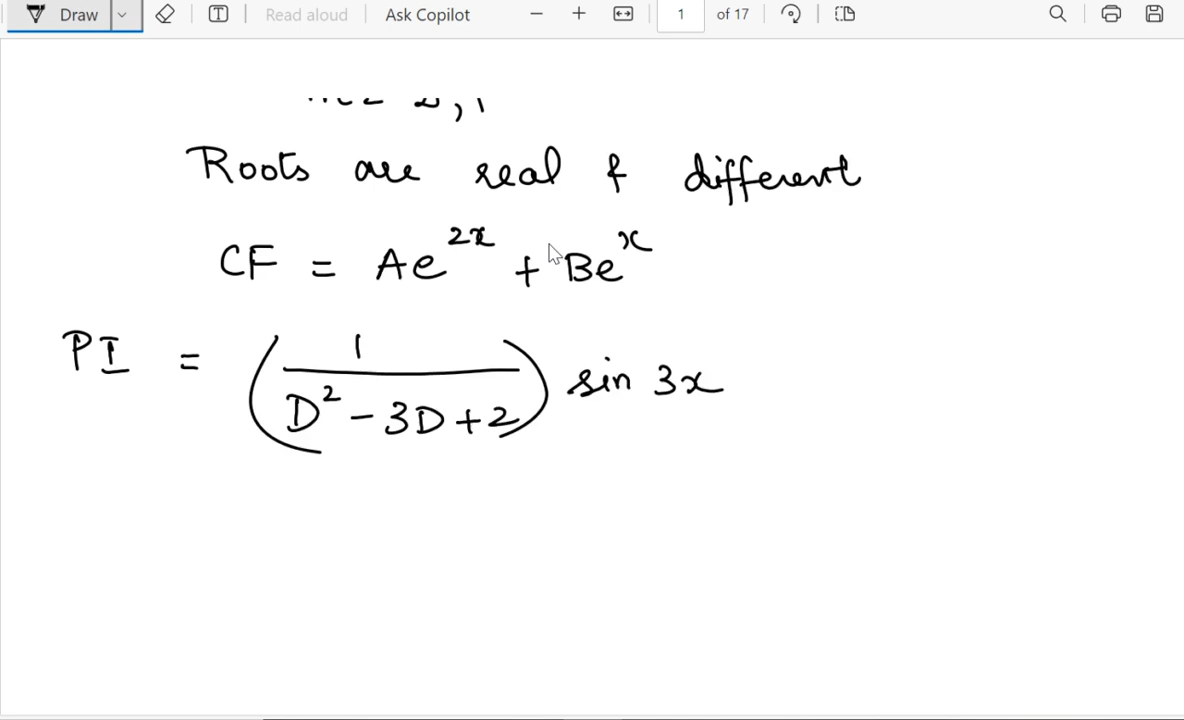 Draw
Read aloud
Ask Copilot
1 of 17
Roots are real & different
CF = Ae^{2x} + Be^{x}
PI = (1/(D² - 3D + 2)) sin 3x